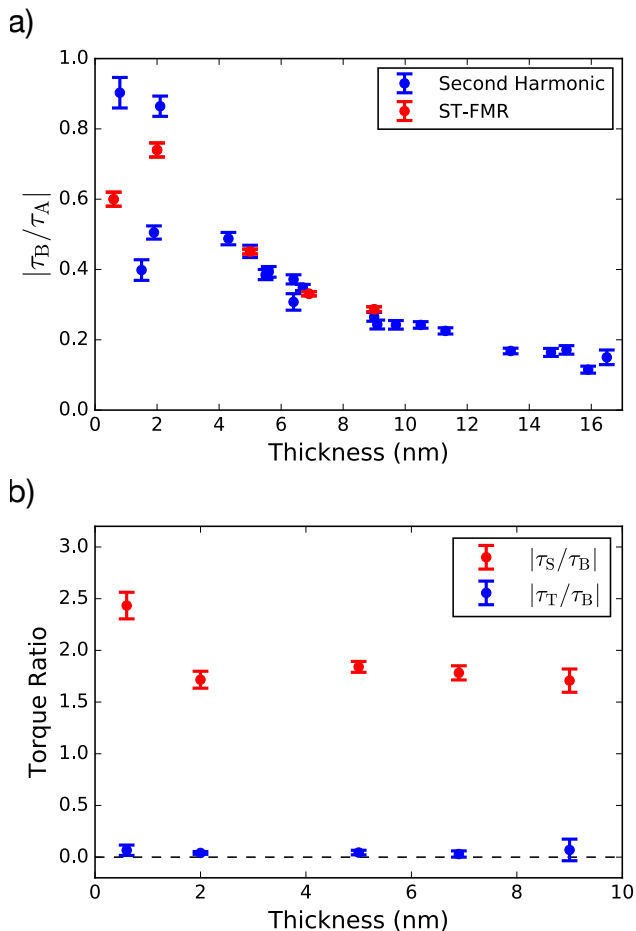 a)
1.0
0.8
0.6
0.4
0.2
0.0
|τB/τA|
Second Harmonic
ST-FMR
0 2 4 6 8 10 12 14 16
Thickness (nm)
b)
3.0
2.5
2.0
1.5
1.0
0.5
0.0
Torque Ratio
|τS/τB|
|τT/τB|
0 2 4 6 8 10
Thickness (nm)